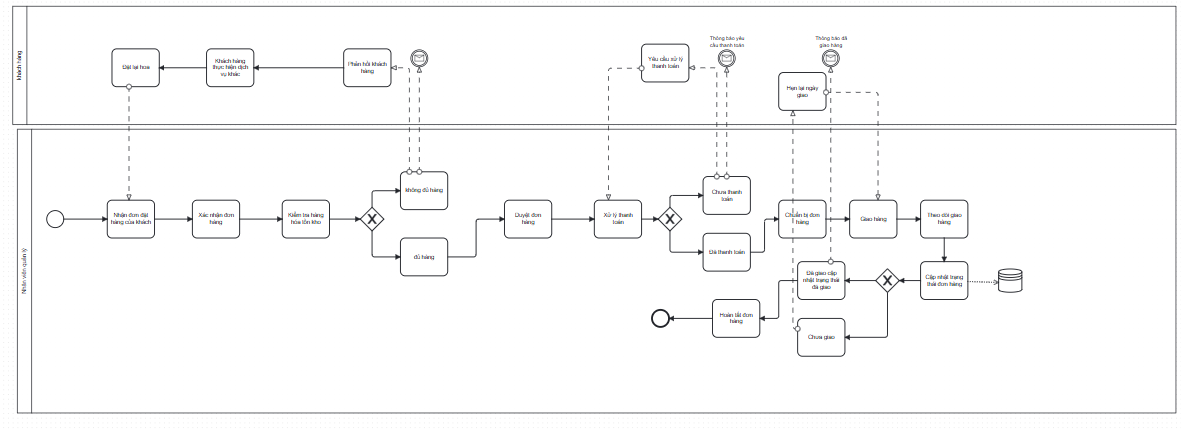 Khách hàng
Đặt lại hoa
Khách hàng
thực hiện dịch
vụ khác
Phản hồi khách
hàng
Yêu cầu xử lý
thanh toán
Thông báo yêu
cầu thanh toán
Thông báo đã
giao hàng
Hẹn lại ngày
giao
Nhân viên quản lý
Nhận đơn đặt
hàng của khách
Xác nhận đơn
hàng
Kiểm tra hàng
hóa tồn kho
không đủ hàng
đủ hàng
Duyệt đơn
hàng
Xử lý thanh
toán
Chưa thanh
toán
Đã thanh toán
Chuẩn bị đơn
hàng
Giao hàng
Theo dõi giao
hàng
Cập nhật trạng
thái đơn hàng
Đã giao cập
nhật trạng thái
đã giao
Chưa giao
Hoàn tất đơn
hàng